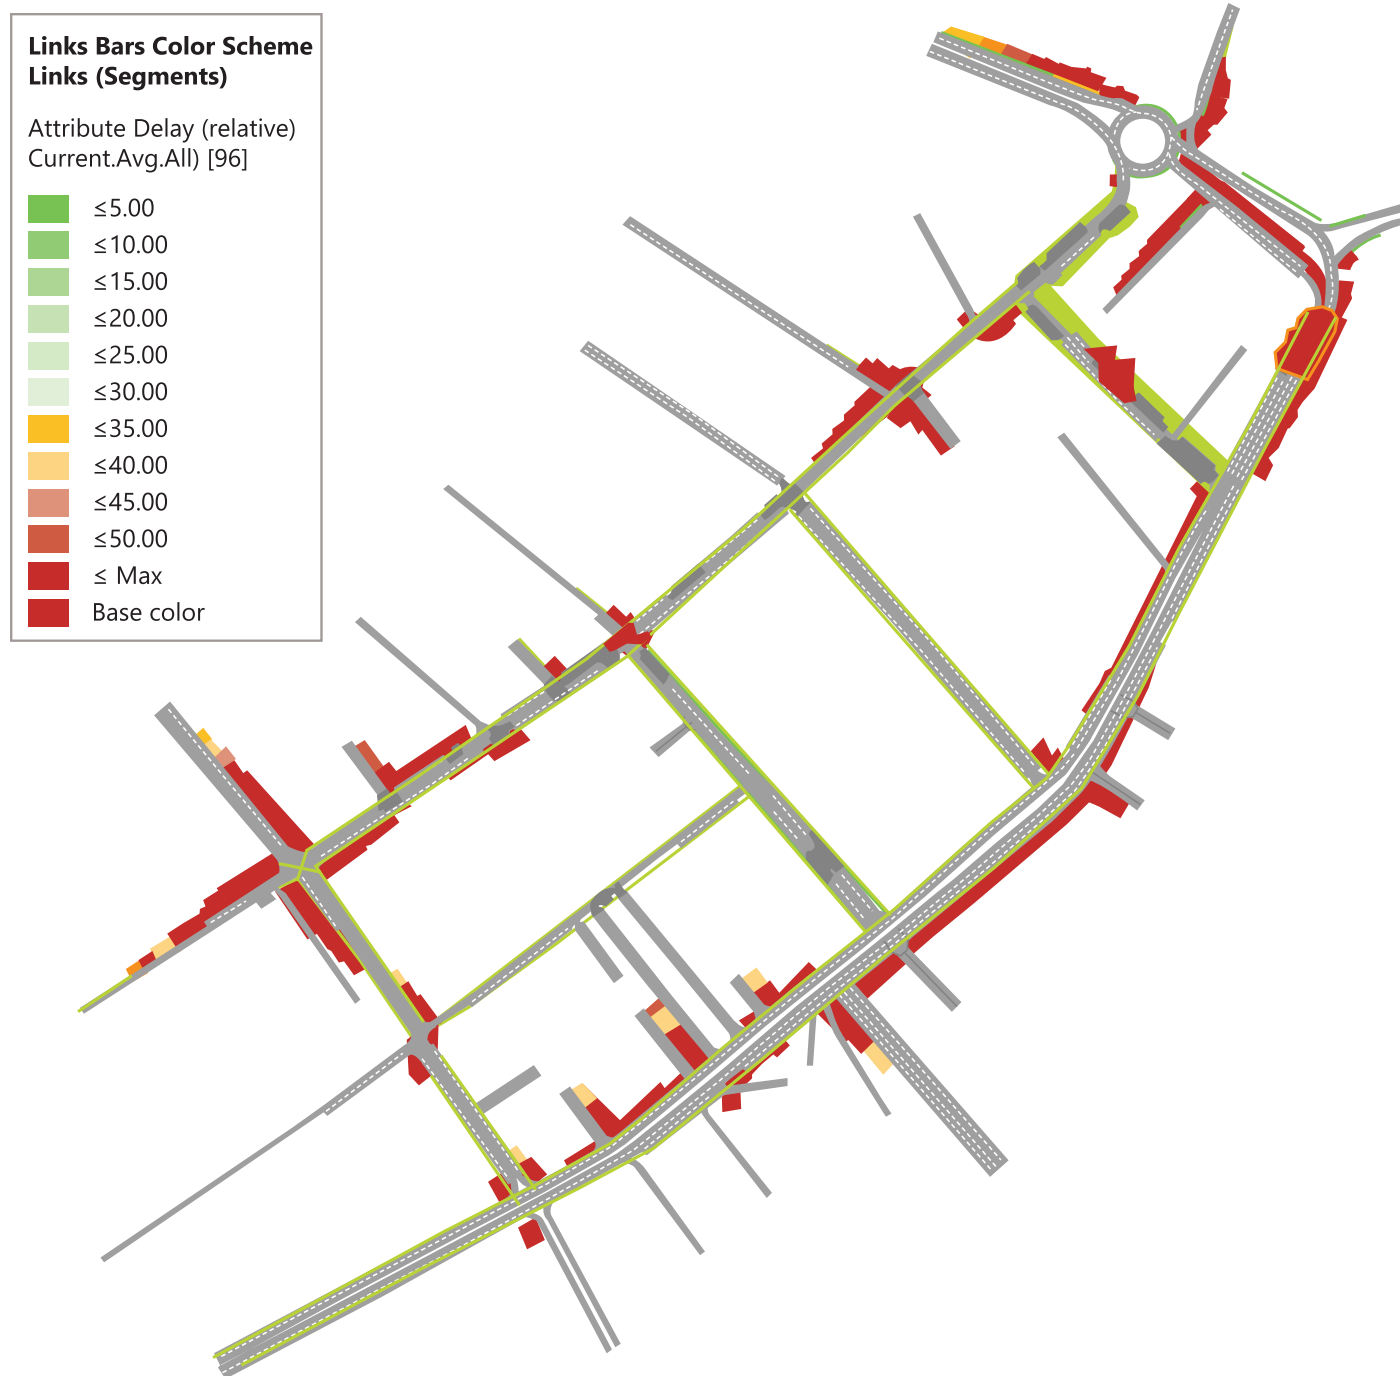 Links Bars Color Scheme
Links (Segments)
Attribute Delay (relative)
Current.Avg.All) [96]
≤5.00
≤10.00
≤15.00
≤20.00
≤25.00
≤30.00
≤35.00
≤40.00
≤45.00
≤50.00
≤ Max
Base color